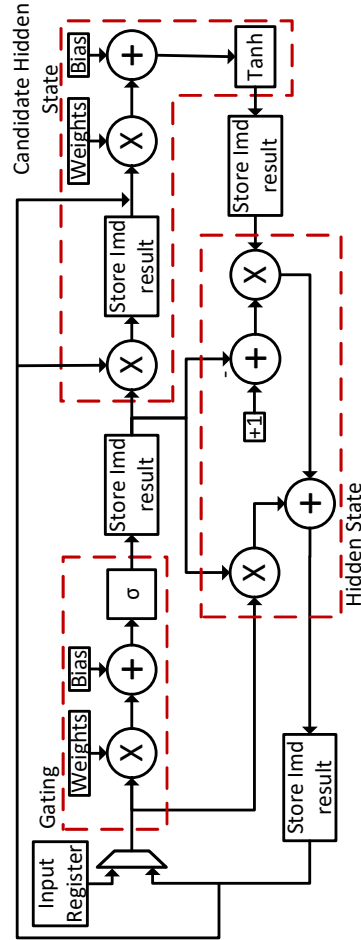 Input
Register
Gating
Weights
Bias
X
+
σ
Store Imd
result
Candidate Hidden
State
X
Store Imd
result
Weights
Bias
X
+
Tanh
Store Imd
result
Hidden State
X
+1
-
+
X
+
Store Imd
result